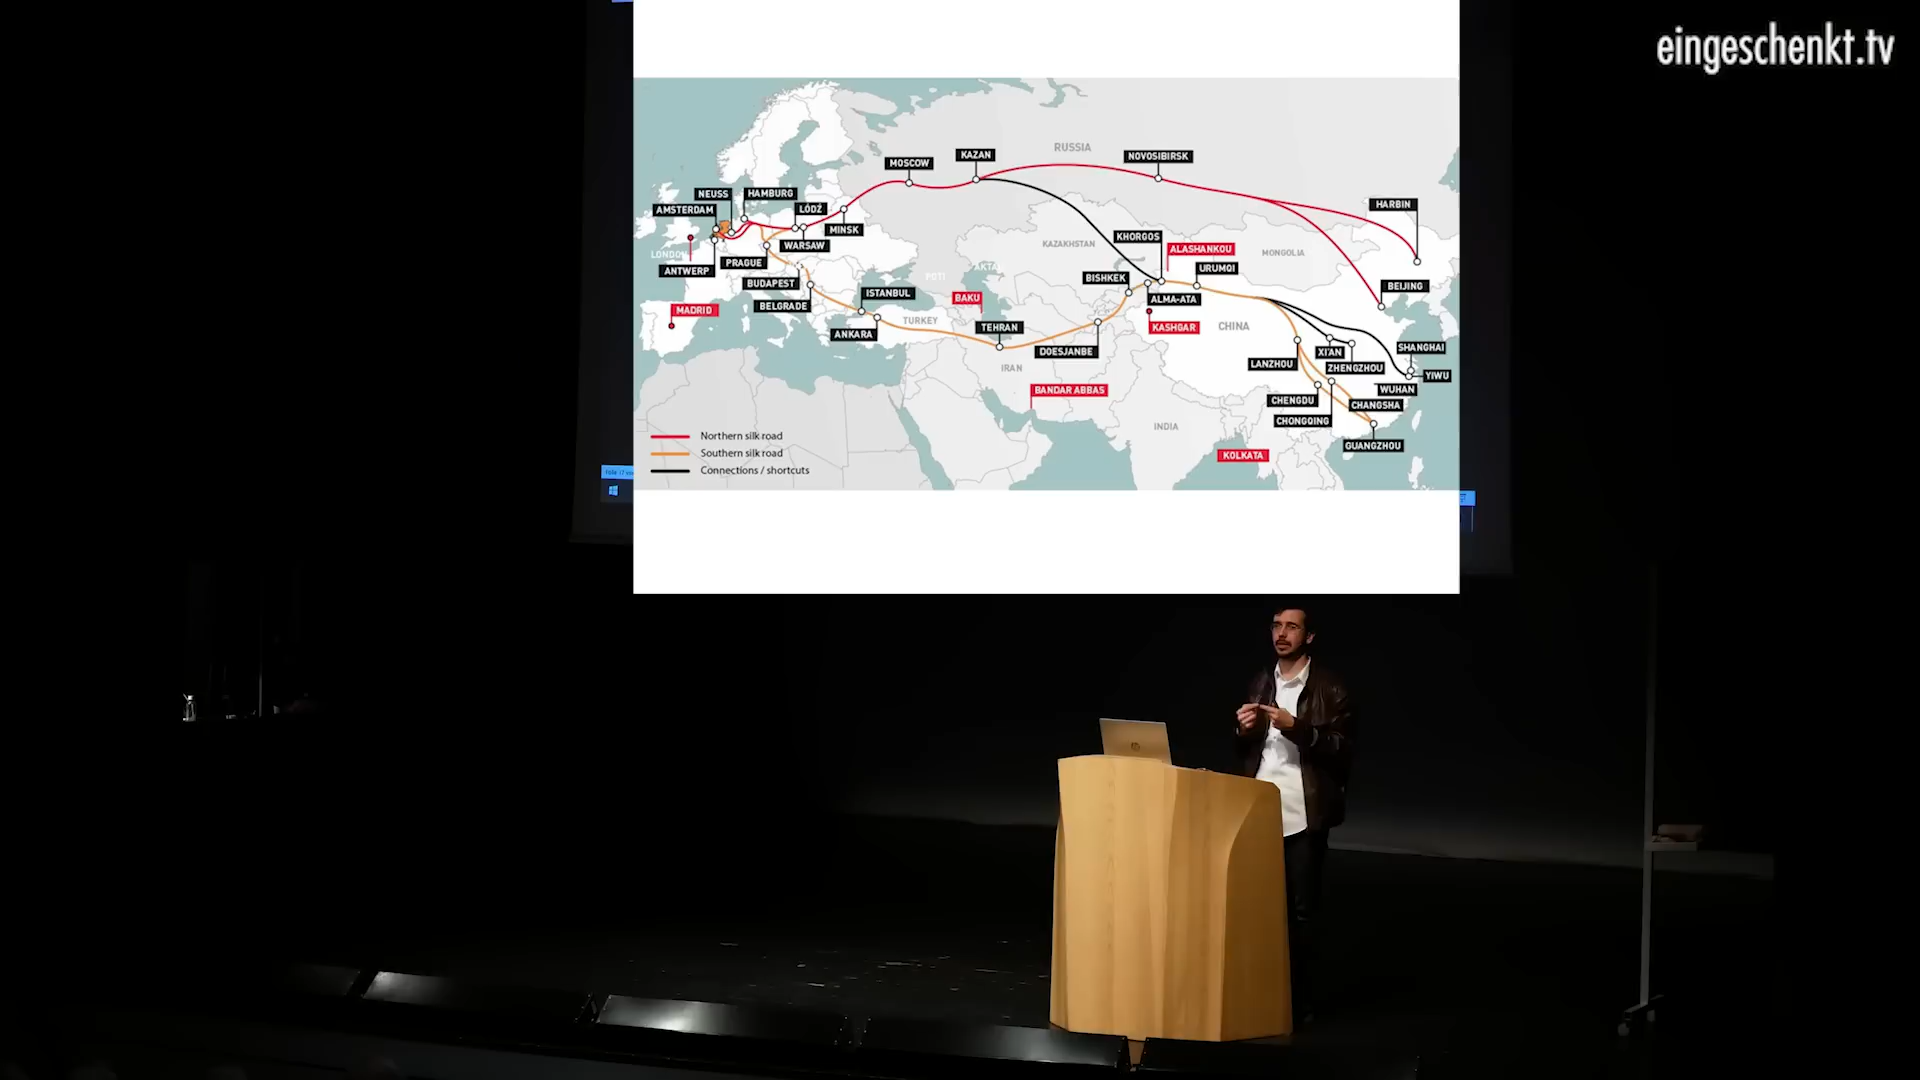 eingeschenkt.tv
RUSSIA
KAZAN
NOVOSIBIRSK
MOSCOW
NEUSS
HAMBURG
HARBIN
AMSTERDAM
ŁÓDŹ
MINSK
KHORGOS
KAZAKHSTAN
WARSAW
ALASHANKOU
MONGOLIA
LONDON
PRAGUE
ANTWERP
URUMQI
POTI
BISHKEK
BUDAPEST
BEIJING
ISTANBUL
BAKU
ALMA-ATA
BELGRADE
MADRID
TURKEY
TEHRAN
KASHGAR
CHINA
ANKARA
DOESJANBE
XI'AN
SHANGHAI
LANZHOU
ZHENGZHOU
IRAN
YIWU
BANDAR ABBAS
WUHAN
CHENGDU
CHANGSHA
CHONGQING
INDIA
GUANGZHOU
KOLKATA
Northern silk road
Southern silk road
Connections / shortcuts